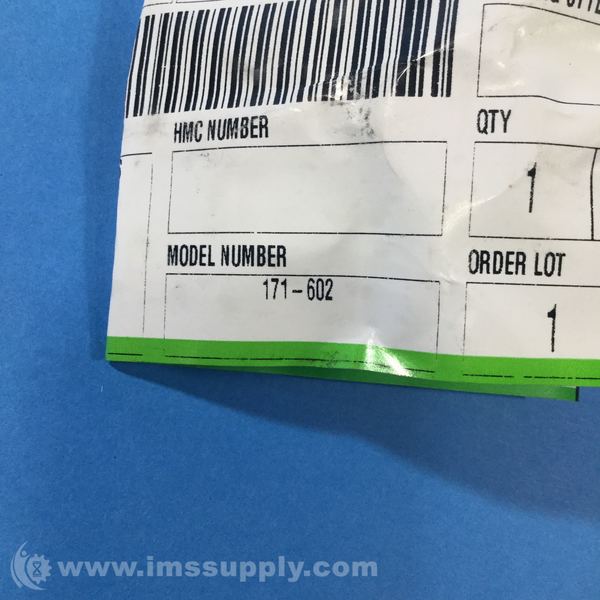 HMC NUMBER
QTY
1
MODEL NUMBER
171-602
ORDER LOT
1
www.imssupply.com